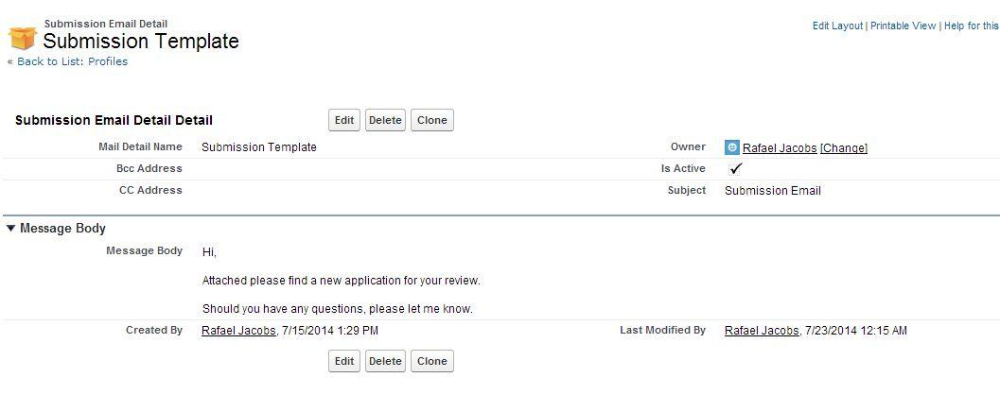 Submission Email Detail
Submission Template
Edit Layout | Printable View | Help for this
« Back to List: Profiles
Submission Email Detail Detail
Edit Delete Clone
Mail Detail Name Submission Template Owner Rafael Jacobs [Change]
Bcc Address Is Active
CC Address Subject Submission Email
Message Body
Message Body Hi,
Attached please find a new application for your review.
Should you have any questions, please let me know.
Created By Rafael Jacobs, 7/15/2014 1:29 PM Last Modified By Rafael Jacobs, 7/23/2014 12:15 AM
Edit Delete Clone